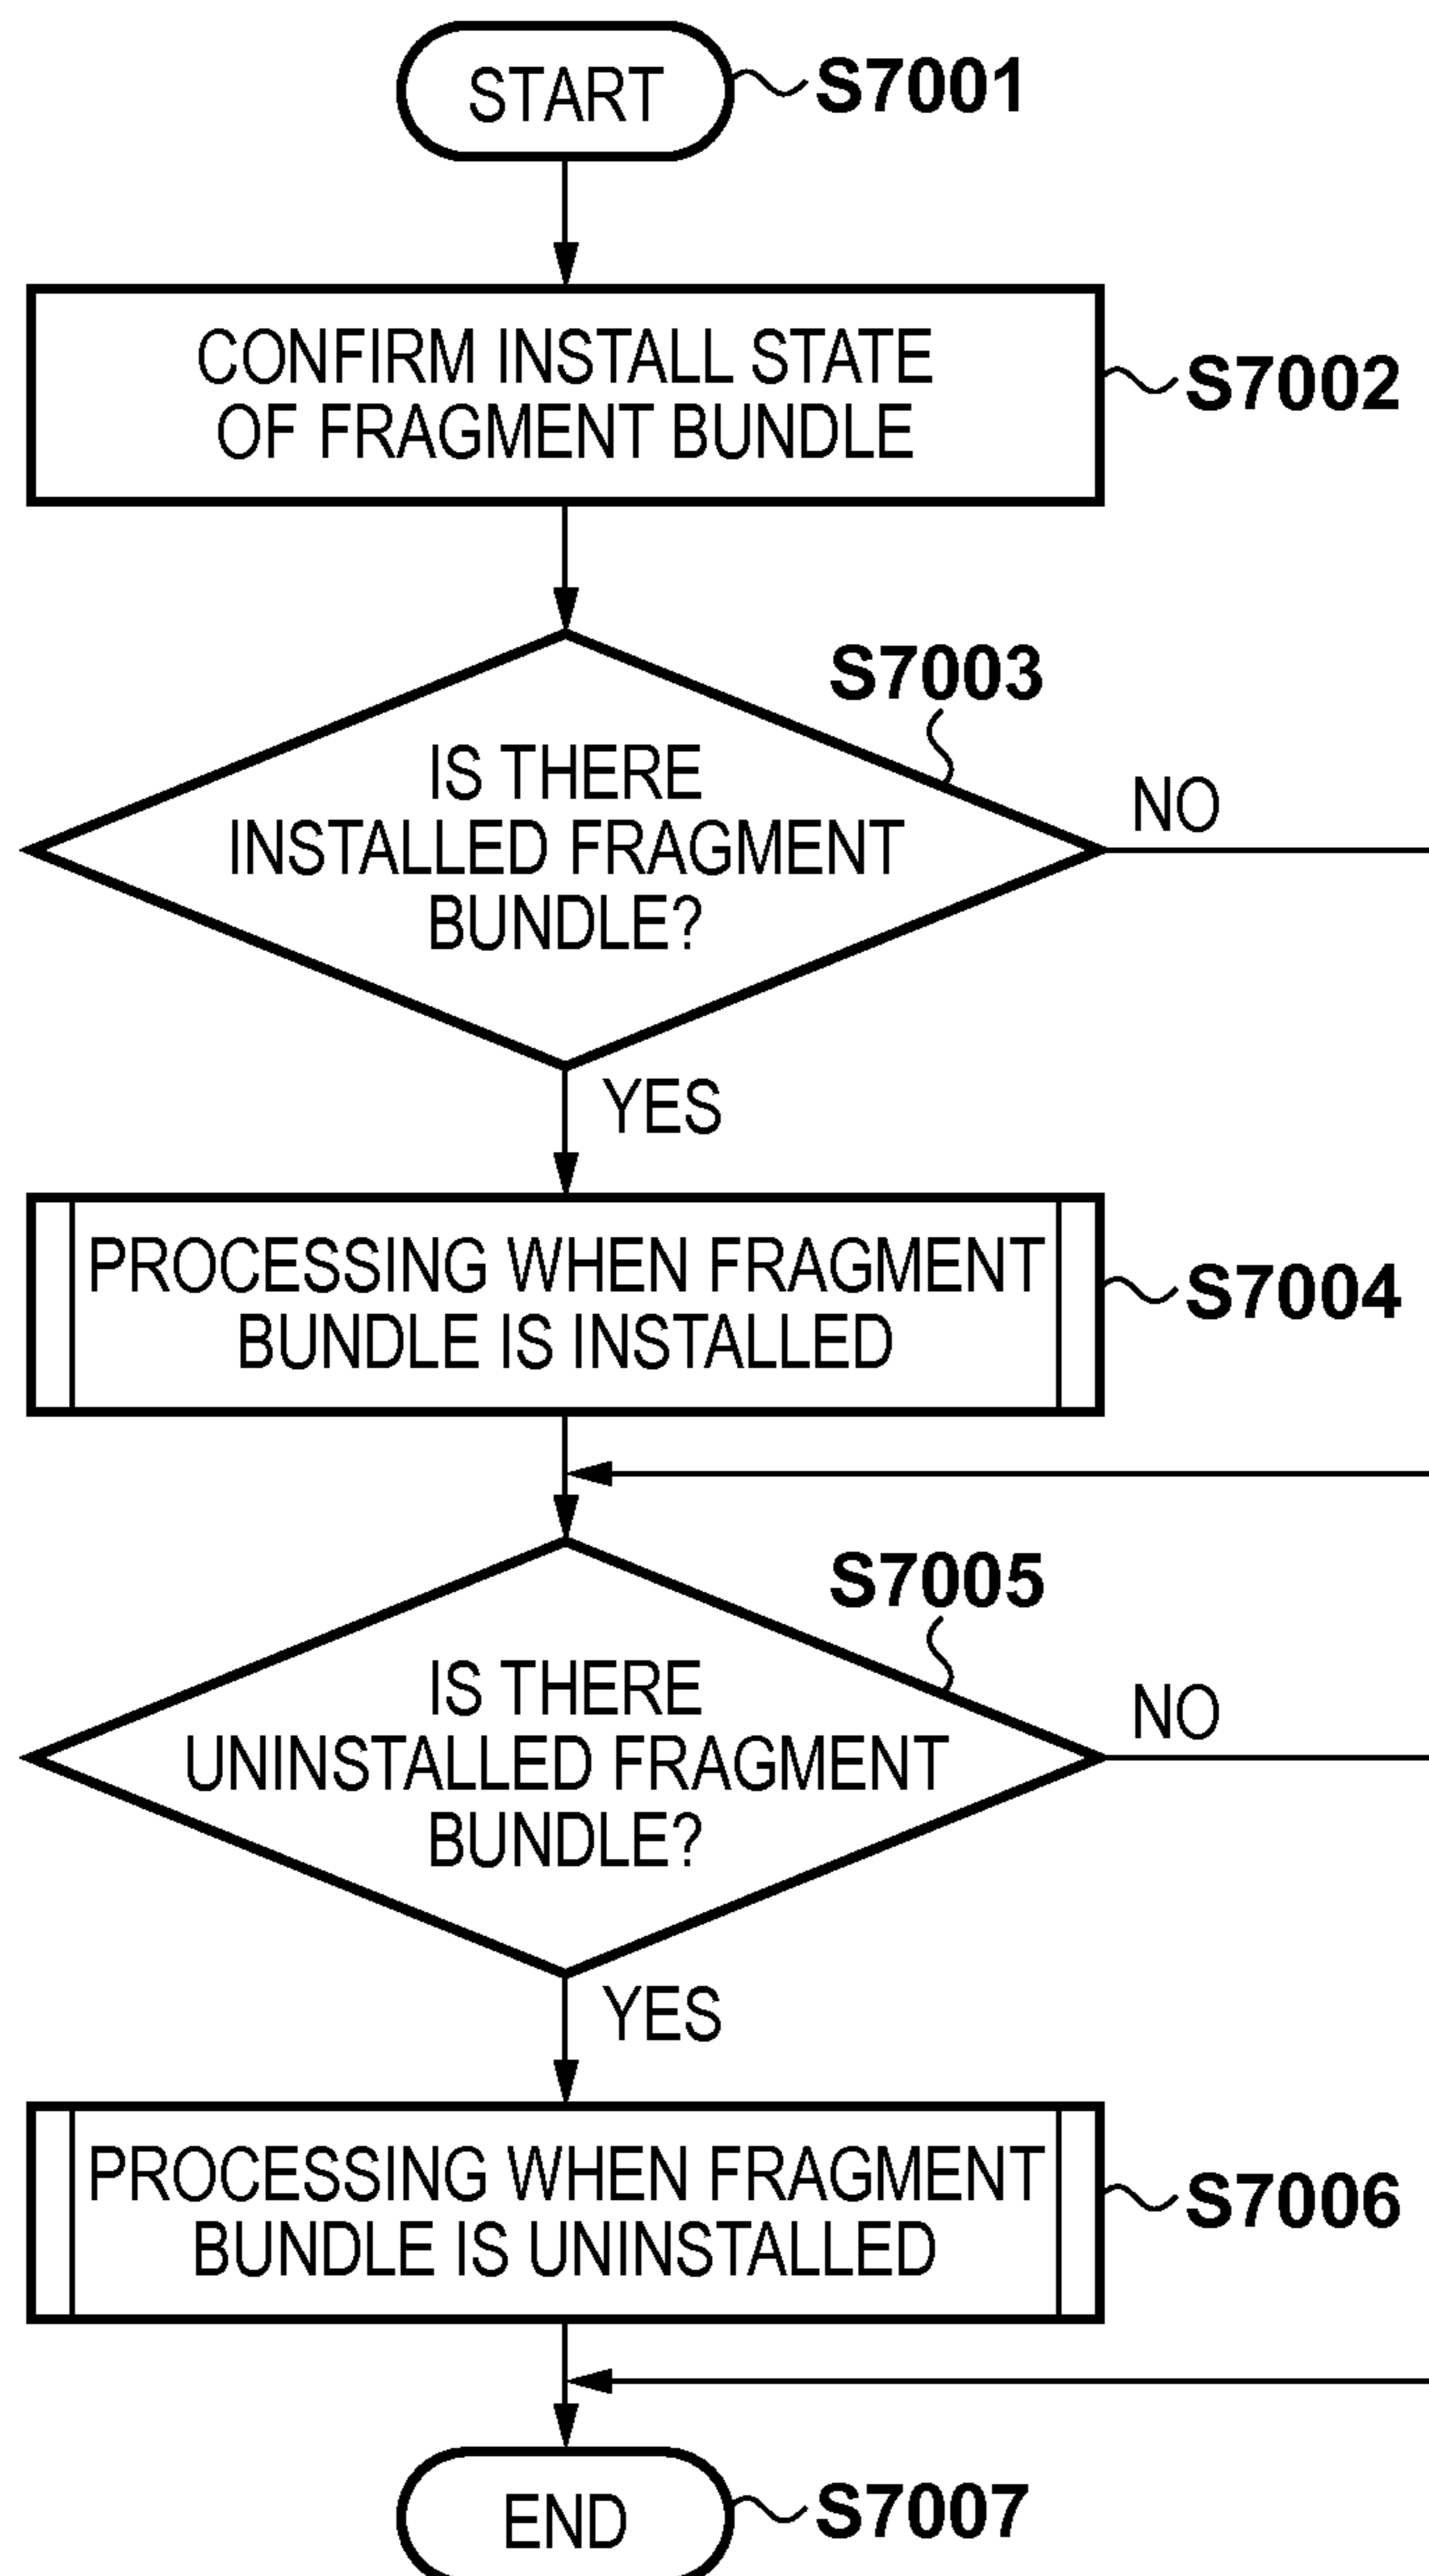 START
S7001
CONFIRM INSTALL STATE
OF FRAGMENT BUNDLE
S7002
S7003
IS THERE
INSTALLED FRAGMENT
BUNDLE?
NO
YES
PROCESSING WHEN FRAGMENT
BUNDLE IS INSTALLED
S7004
S7005
IS THERE
UNINSTALLED FRAGMENT
BUNDLE?
NO
YES
PROCESSING WHEN FRAGMENT
BUNDLE IS UNINSTALLED
S7006
END
S7007